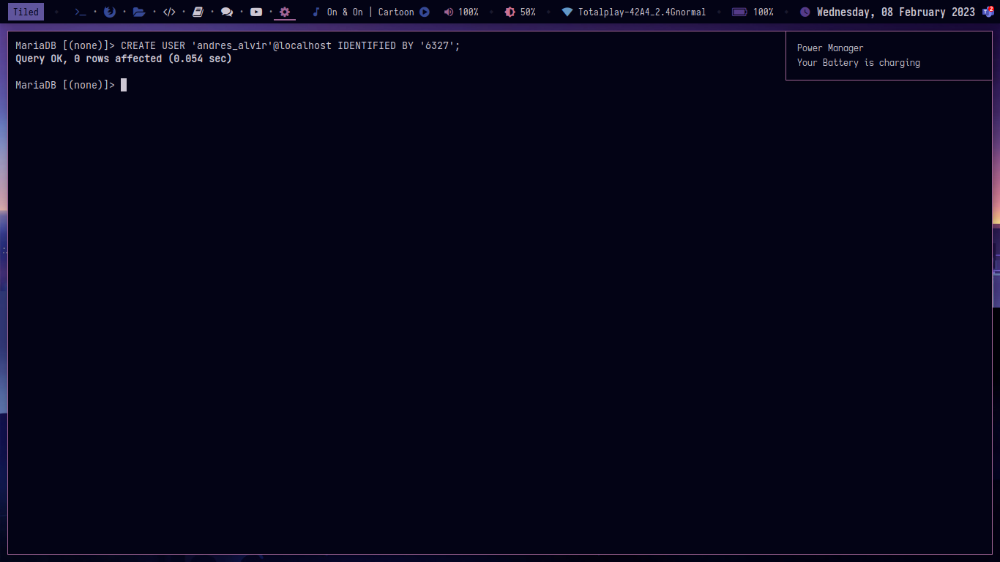 Tiled On & On | Cartoon 100% 50% Totalplay-42A4_2.4Gnormal 100% Wednesday, 08 February 2023 2
MariaDB [(none)]> CREATE USER 'andres_alvir'@localhost IDENTIFIED BY '6327';
Query OK, 0 rows affected (0.054 sec)
MariaDB [(none)]>
Power Manager
Your Battery is charging